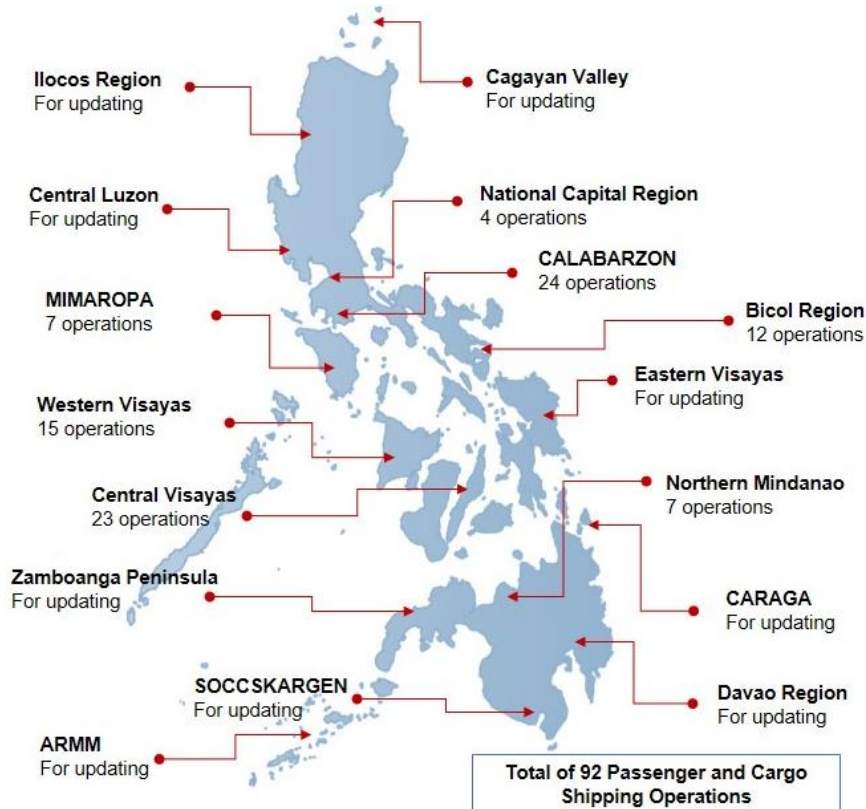 Ilocos Region
For updating
Cagayan Valley
For updating
Central Luzon
For updating
National Capital Region
4 operations
CALABARZON
24 operations
MIMAROPA
7 operations
Bicol Region
12 operations
Eastern Visayas
For updating
Western Visayas
15 operations
Northern Mindanao
7 operations
Central Visayas
23 operations
Zamboanga Peninsula
For updating
CARAGA
For updating
SOCCSKARGEN
For updating
Davao Region
For updating
ARMM
For updating
Total of 92 Passenger and Cargo
Shipping Operations